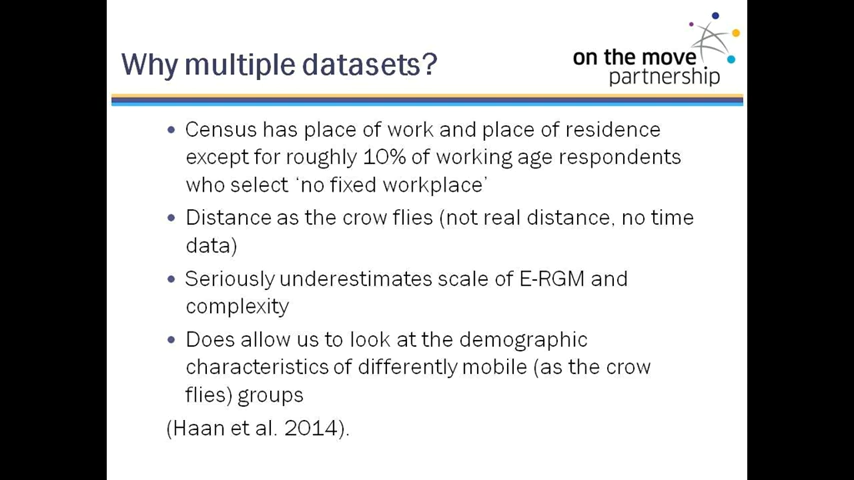 Why multiple datasets?
on the move
partnership
• Census has place of work and place of residence
except for roughly 10% of working age respondents
who select ‘no fixed workplace’
• Distance as the crow flies (not real distance, no time
data)
• Seriously underestimates scale of E-RGM and
complexity
• Does allow us to look at the demographic
characteristics of differently mobile (as the crow
flies) groups
(Haan et al. 2014).